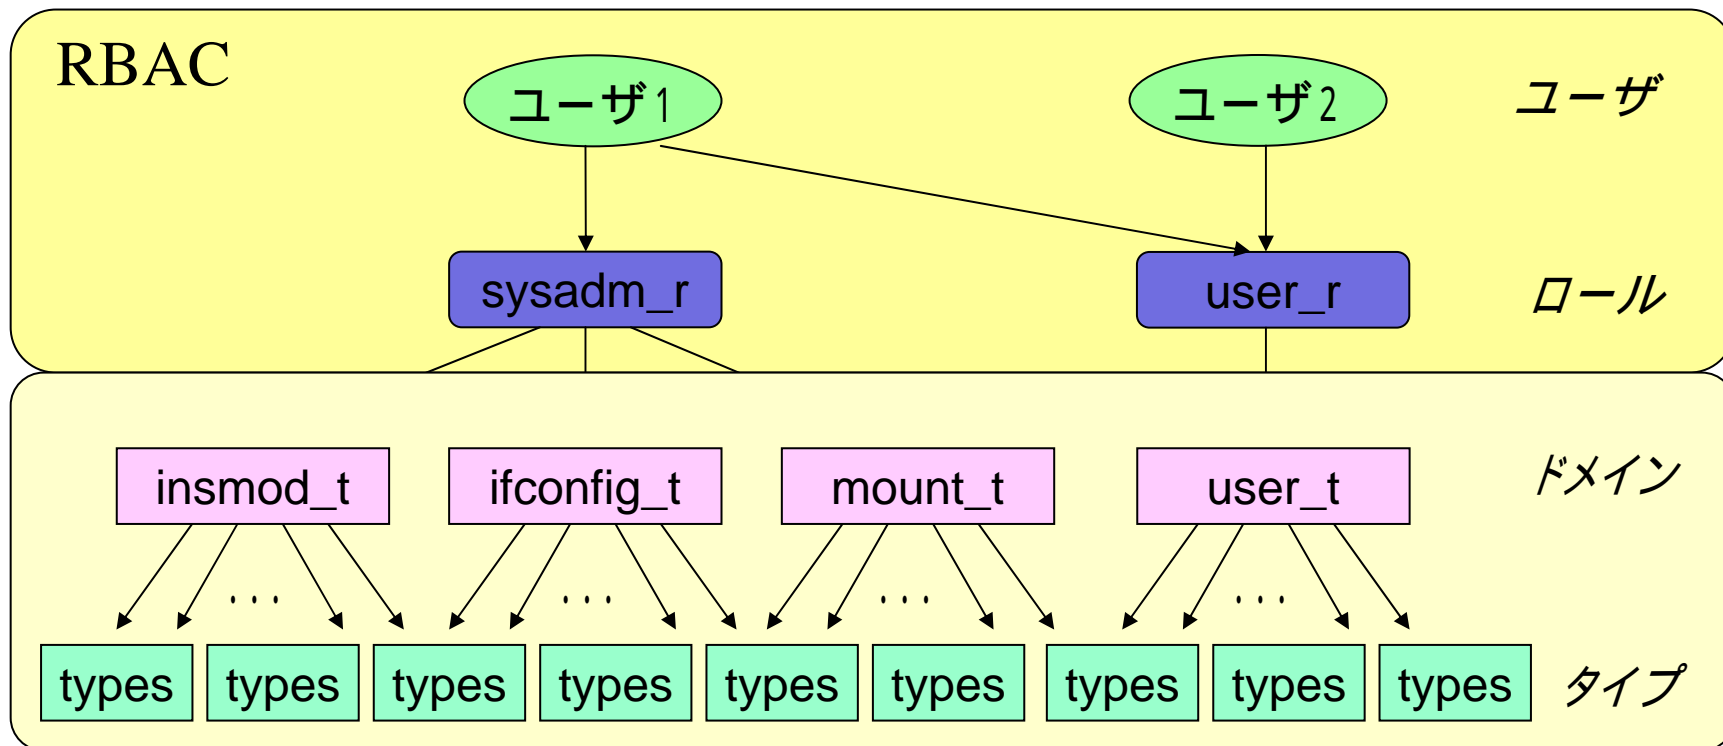 RBAC
ユーザ1 ユーザ2 ユーザ
sysadm_r user_r ロール
insmod_t ifconfig_t mount_t user_t ドメイン
... ... ... ...
types types types types types types types types types タイプ